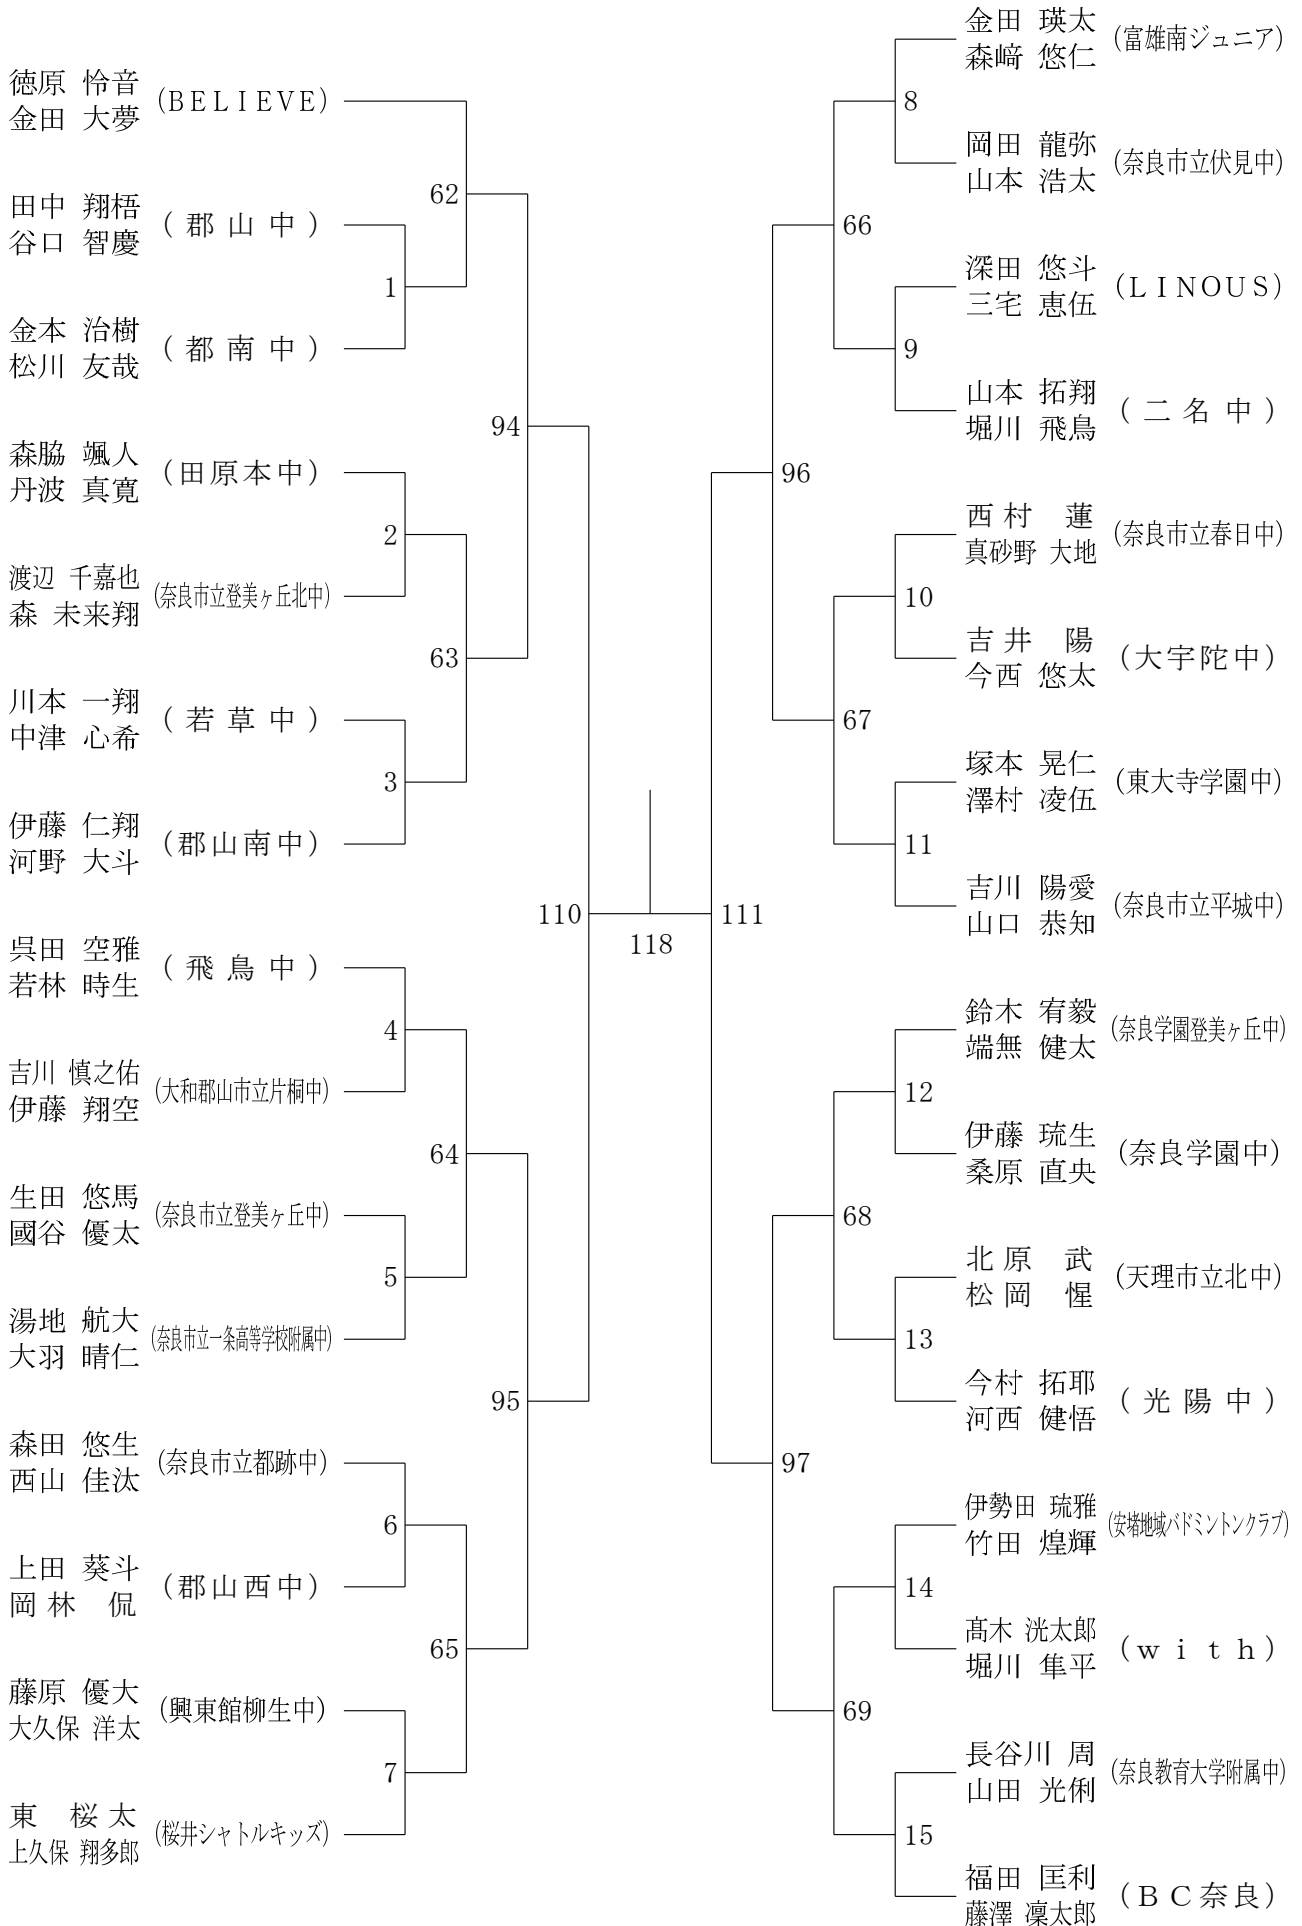 徳原 怜音
金田 大夢
(BELIEVE)
田中 翔梧
谷口 智慶
(郡山中)
金本 治樹
松川 友哉
(都南中)
森脇 颯人
丹波 真寛
(田原本中)
渡辺 千嘉也
森 未来翔
(奈良市立登美ヶ丘北中)
川本 一翔
中津 心希
(若草中)
伊藤 仁翔
河野 大斗
(郡山南中)
呉田 空雅
若林 時生
(飛鳥中)
吉川 慎之佑
伊藤 翔空
(大和郡山市立片桐中)
生田 悠馬
國谷 優太
(奈良市立登美ヶ丘中)
湯地 航大
大羽 晴仁
(奈良市立一条高等学校附属中)
森田 悠生
西山 佳汰
(奈良市立都跡中)
上田 葵斗
岡林 侃
(郡山西中)
藤原 優大
大久保 洋太
(興東館柳生中)
東 桜太
上久保 翔多郎
(桜井シャトルキッズ)
1
2
3
4
5
6
7
62
63
64
65
94
95
110
118
111
96
97
66
67
68
69
8
9
10
11
12
13
14
15
金田 瑛太
森﨑 悠仁
(富雄南ジュニア)
岡田 龍弥
山本 浩太
(奈良市立伏見中)
深田 悠斗
三宅 恵伍
(LINOUS)
山本 拓翔
堀川 飛鳥
(二名中)
西村 蓮
真砂野 大地
(奈良市立春日中)
吉井 陽
今西 悠太
(大宇陀中)
塚本 晃仁
澤村 凌伍
(東大寺学園中)
吉川 陽愛
山口 恭知
(奈良市立平城中)
鈴木 宥毅
端無 健太
(奈良学園登美ヶ丘中)
伊藤 琉生
桑原 直央
(奈良学園中)
北原 武
松岡 惺
(天理市立北中)
今村 拓耶
河西 健悟
(光陽中)
伊勢田 琉雅
竹田 煌輝
(安堵地域バドミントンクラブ)
髙木 洸太郎
堀川 隼平
(with)
長谷川 周
山田 光俐
(奈良教育大学附属中)
福田 匡利
藤澤 凜太郎
(BC奈良)